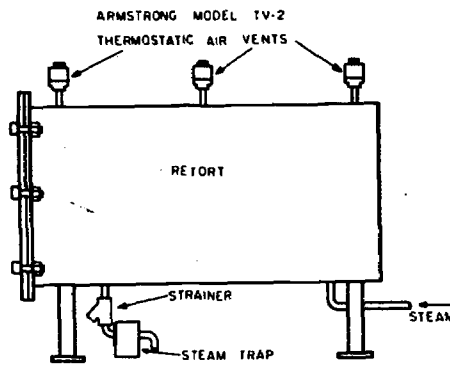 ARMSTRONG MODEL TV-2
THERMOSTATIC AIR VENTS
RETORT
STRAINER
STEAM
STEAM TRAP